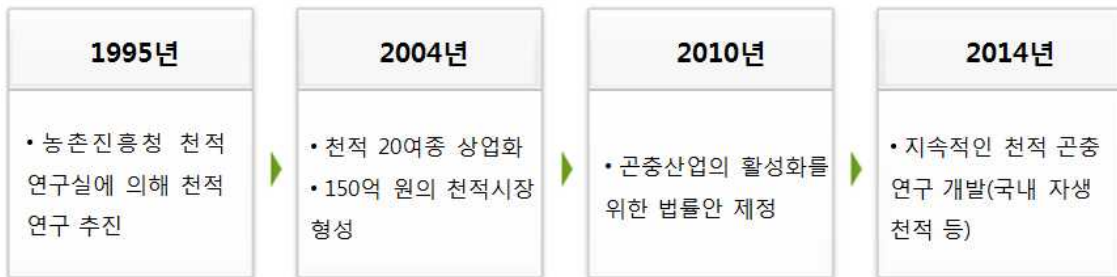 1995년
• 농촌진흥청 천적
연구실에 의해 천적
연구 추진
2004년
• 천적 20여종 상업화
• 150억 원의 천적시장
형성
2010년
• 곤충산업의 활성화를
위한 법률안 제정
2014년
• 지속적인 천적 곤충
연구 개발(국내 자생
천적 등)